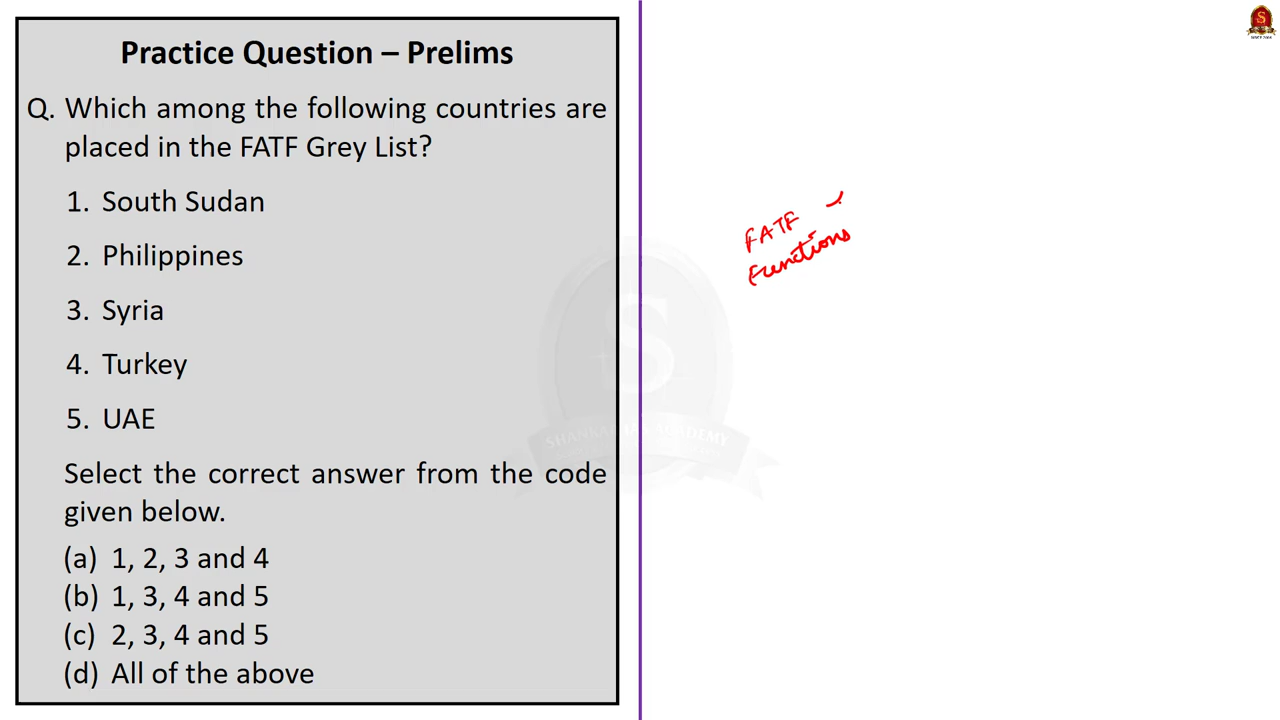 Practice Question – Prelims
Q. Which among the following countries are
placed in the FATF Grey List?
1. South Sudan
2. Philippines
3. Syria
4. Turkey
5. UAE
Select the correct answer from the code
given below.
(a) 1, 2, 3 and 4
(b) 1, 3, 4 and 5
(c) 2, 3, 4 and 5
(d) All of the above
FATF
Functions